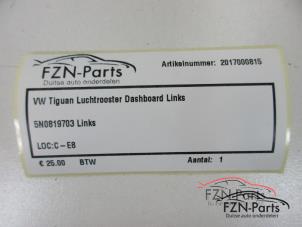 FZN-Parts
Duitse auto onderdelen
Artikelnummer: 2017000815
VW Tiguan Luchtrooster Dashboard Links
5N0819703 Links
LOC:C-EB
€ 25.00 BTW
Aantal: 1
FZN-Parts
Duitse auto onderdelen